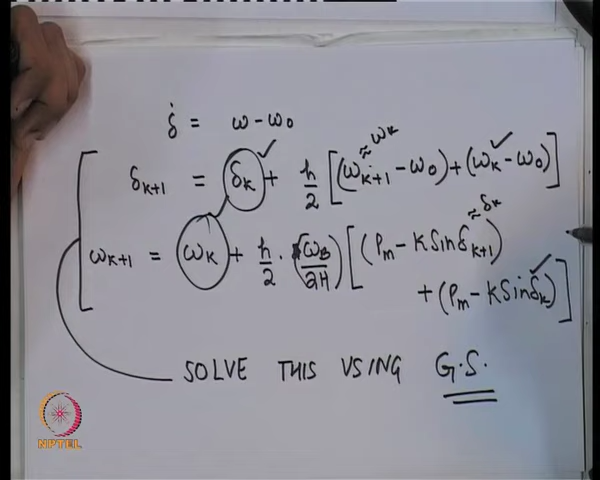 δ̇ = ω - ω₀
≈ ωₖ
δₖ₊₁ = δₖ + h/2 [(ωₖ₊₁ - ω₀) + (ωₖ - ω₀)]
≈ δₖ
ωₖ₊₁ = ωₖ + h/2 · (ω_B/2H) [(Pₘ - K Sin δₖ₊₁)
+ (Pₘ - K Sin δₖ)]
SOLVE THIS USING G.S.
NPTEL